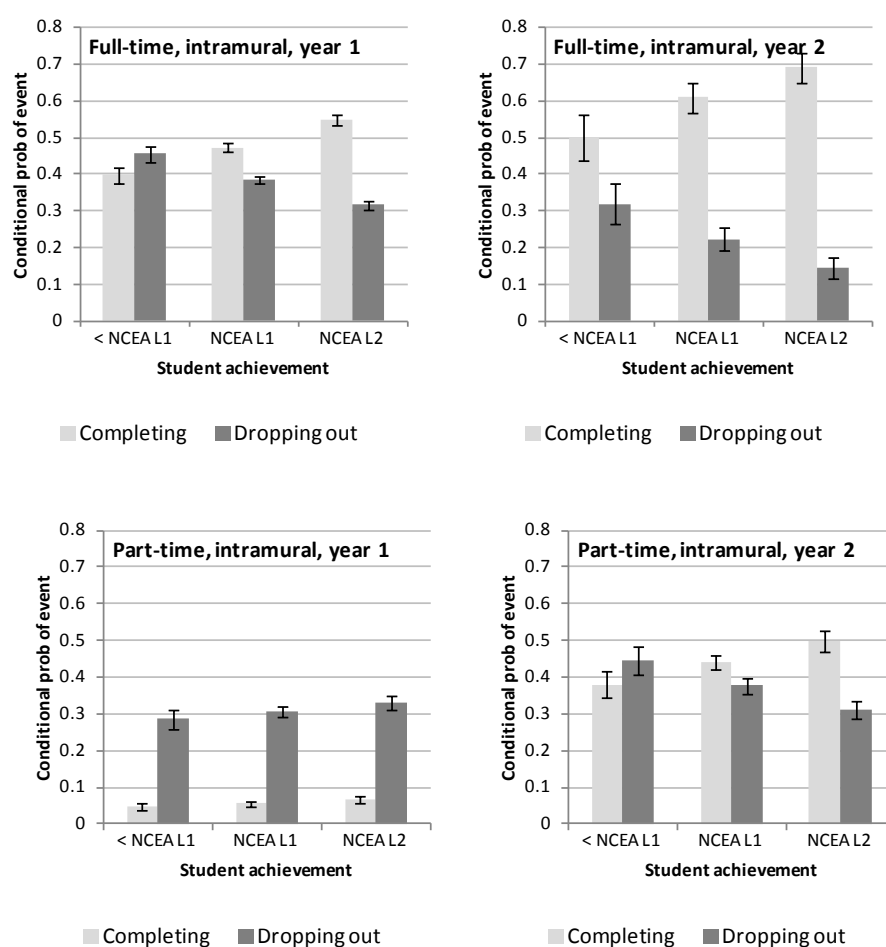 Full-time, intramural, year 1
Conditional prob of event
0.8
0.7
0.6
0.5
0.4
0.3
0.2
0.1
0
< NCEA L1 NCEA L1 NCEA L2
Student achievement
Completing Dropping out
Full-time, intramural, year 2
Conditional prob of event
0.8
0.7
0.6
0.5
0.4
0.3
0.2
0.1
0
< NCEA L1 NCEA L1 NCEA L2
Student achievement
Completing Dropping out
Part-time, intramural, year 1
Conditional prob of event
0.8
0.7
0.6
0.5
0.4
0.3
0.2
0.1
0
< NCEA L1 NCEA L1 NCEA L2
Student achievement
Completing Dropping out
Part-time, intramural, year 2
Conditional prob of event
0.8
0.7
0.6
0.5
0.4
0.3
0.2
0.1
0
< NCEA L1 NCEA L1 NCEA L2
Student achievement
Completing Dropping out